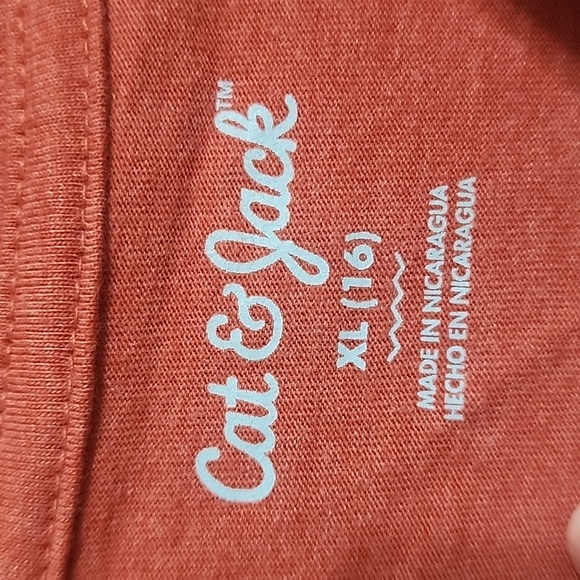 Cat & Jack™
XL (16)
MADE IN NICARAGUA
HECHO EN NICARAGUA